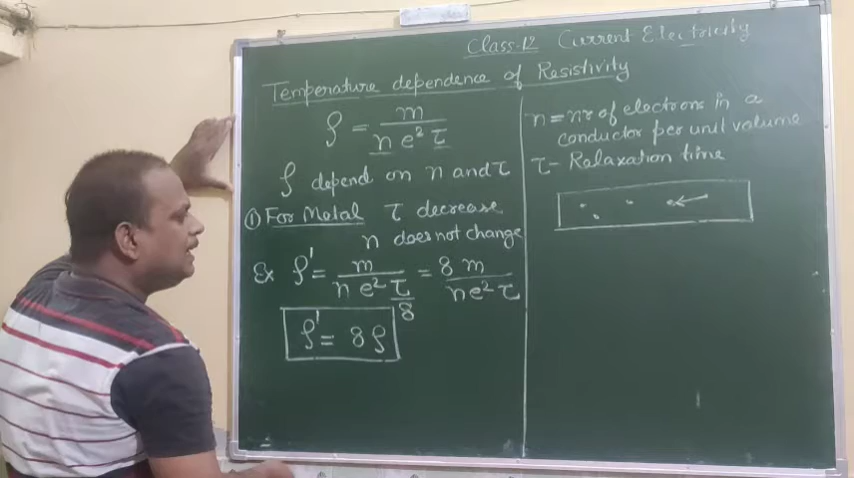 Class-12 Current Electricity
Temperature dependence of Resistivity
ρ = m / n e² τ
ρ depend on n and τ
① For Metal τ decrease
n does not change
Ex ρ' = m / n e² τ/8 = 8 m / n e² τ
ρ' = 8 ρ
n = nr of electrons in a
conductor per unit volume
τ - Relaxation time